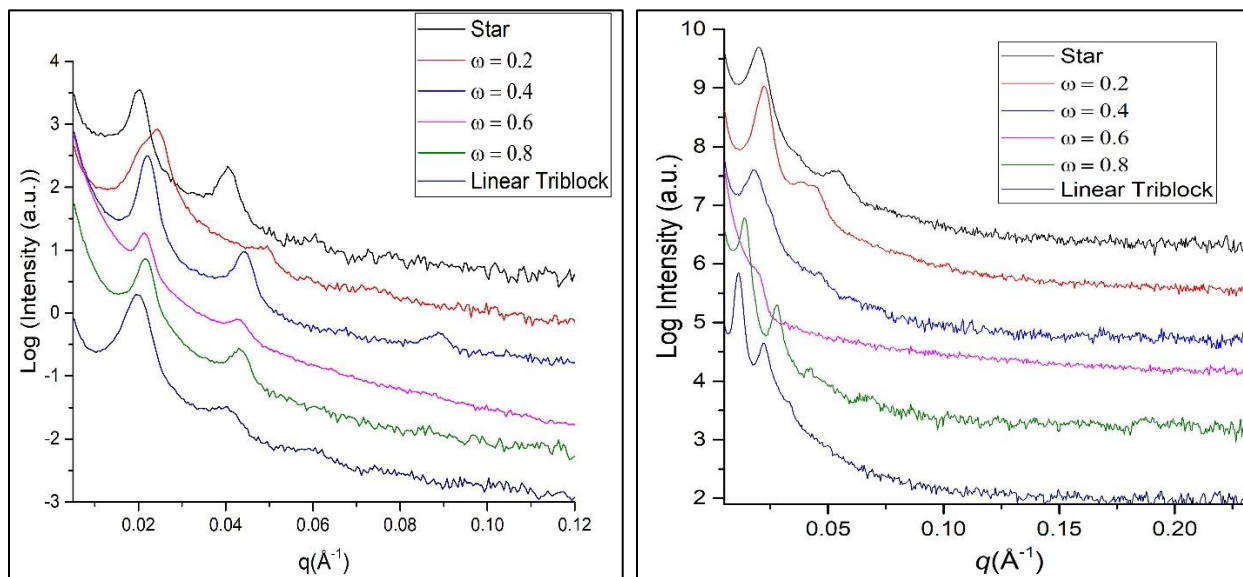 Log (Intensity (a.u.))
4
3
2
1
0
-1
-2
-3
0.02
0.04
0.06
0.08
0.10
0.12
q(Å⁻¹)
Star
ω = 0.2
ω = 0.4
ω = 0.6
ω = 0.8
Linear Triblock
Log Intensity (a.u.)
10
9
8
7
6
5
4
3
2
0.05
0.10
0.15
0.20
q(Å⁻¹)
Star
ω = 0.2
ω = 0.4
ω = 0.6
ω = 0.8
Linear Triblock